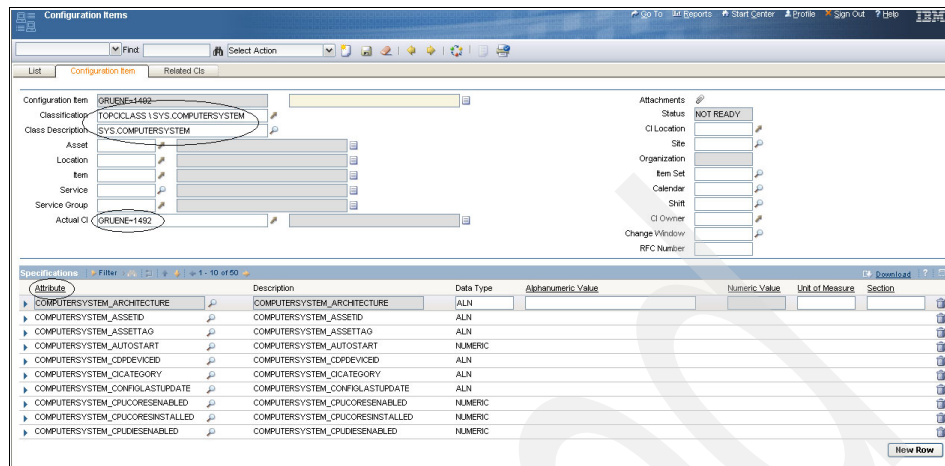 Configuration Items
Go To Reports Start Center Profile Sign Out ? Help IBM
Find: Select Action
List Configuration Item Related CIs
Configuration Item GRUENE~1492
Classification TOPCICLASS \ SYS.COMPUTERSYSTEM
Class Description SYS.COMPUTERSYSTEM
Asset
Location
Item
Service
Service Group
Actual CI GRUENE~1492
Attachments
Status NOT READY
CI Location
Site
Organization
Item Set
Calendar
Shift
CI Owner
Change Window
RFC Number
Specifications Filter 1 - 10 of 50 Download ?
Attribute Description Data Type Alphanumeric Value Numeric Value Unit of Measure Section
COMPUTERSYSTEM_ARCHITECTURE COMPUTERSYSTEM_ARCHITECTURE ALN
COMPUTERSYSTEM_ASSETID COMPUTERSYSTEM_ASSETID ALN
COMPUTERSYSTEM_ASSETTAG COMPUTERSYSTEM_ASSETTAG ALN
COMPUTERSYSTEM_AUTOSTART COMPUTERSYSTEM_AUTOSTART NUMERIC
COMPUTERSYSTEM_CDPDEVICEID COMPUTERSYSTEM_CDPDEVICEID ALN
COMPUTERSYSTEM_CICATEGORY COMPUTERSYSTEM_CICATEGORY ALN
COMPUTERSYSTEM_CONFIGLASTUPDATE COMPUTERSYSTEM_CONFIGLASTUPDATE ALN
COMPUTERSYSTEM_CPUCORESENABLED COMPUTERSYSTEM_CPUCORESENABLED NUMERIC
COMPUTERSYSTEM_CPUCORESINSTALLED COMPUTERSYSTEM_CPUCORESINSTALLED NUMERIC
COMPUTERSYSTEM_CPUDIESENABLED COMPUTERSYSTEM_CPUDIESENABLED NUMERIC
New Row